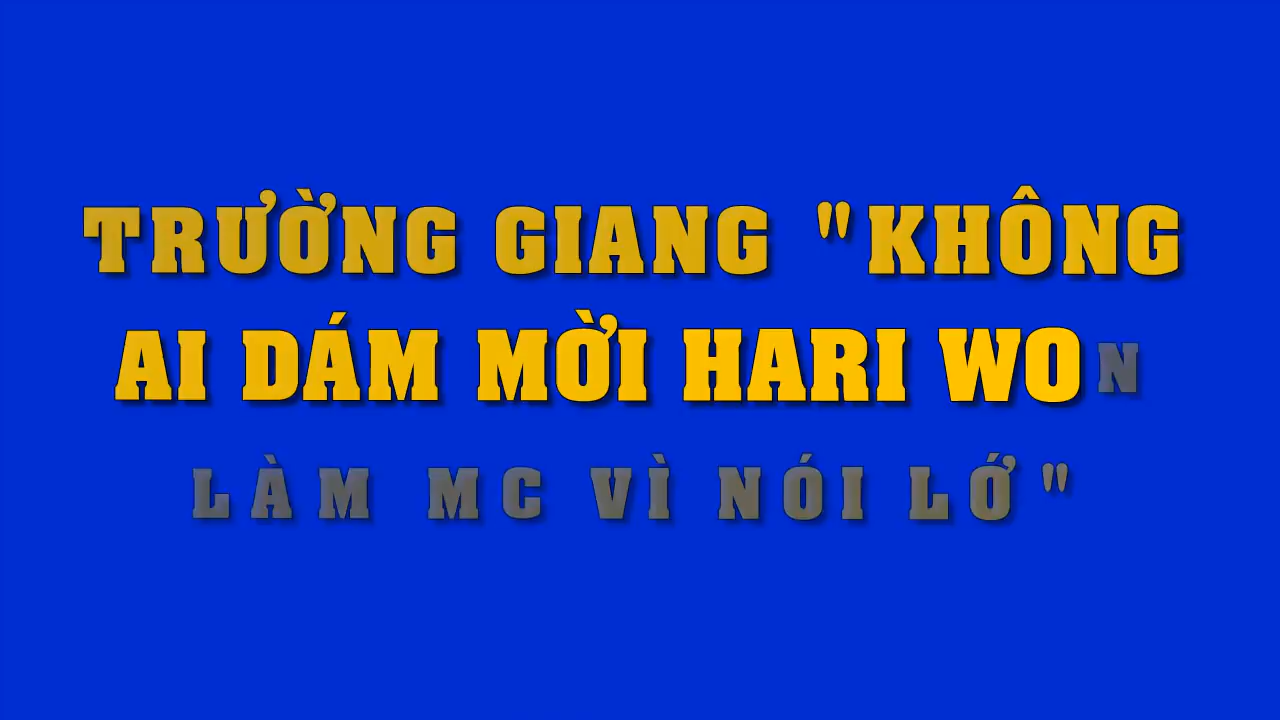 TRƯỜNG GIANG "KHÔNG
AI DÁM MỜI HARI WON
LÀM MC VÌ NÓI LỚ"